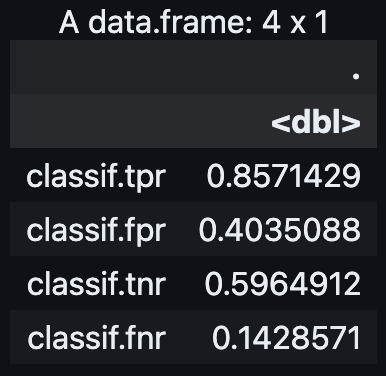 A data.frame: 4 x 1
.
<dbl>
classif.tpr 0.8571429
classif.fpr 0.4035088
classif.tnr 0.5964912
classif.fnr 0.1428571